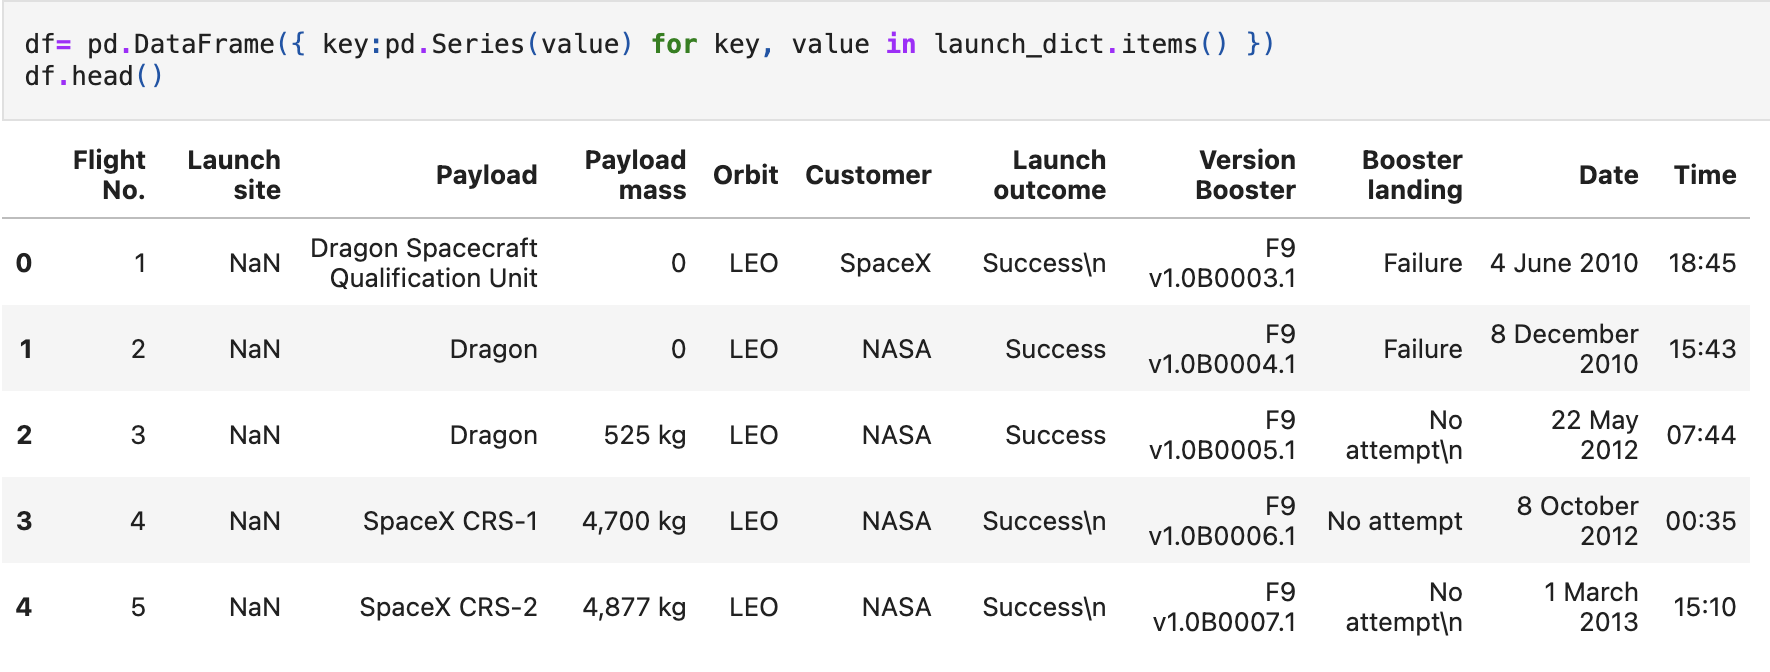 df= pd.DataFrame({ key:pd.Series(value) for key, value in launch_dict.items() })
df.head()
Flight No. Launch site Payload Payload mass Orbit Customer Launch outcome Version Booster Booster landing Date Time
0 1 NaN Dragon Spacecraft Qualification Unit 0 LEO SpaceX Success\n F9 v1.0B0003.1 Failure 4 June 2010 18:45
1 2 NaN Dragon 0 LEO NASA Success F9 v1.0B0004.1 Failure 8 December 2010 15:43
2 3 NaN Dragon 525 kg LEO NASA Success F9 v1.0B0005.1 No attempt\n 22 May 2012 07:44
3 4 NaN SpaceX CRS-1 4,700 kg LEO NASA Success\n F9 v1.0B0006.1 No attempt 8 October 2012 00:35
4 5 NaN SpaceX CRS-2 4,877 kg LEO NASA Success\n F9 v1.0B0007.1 No attempt\n 1 March 2013 15:10